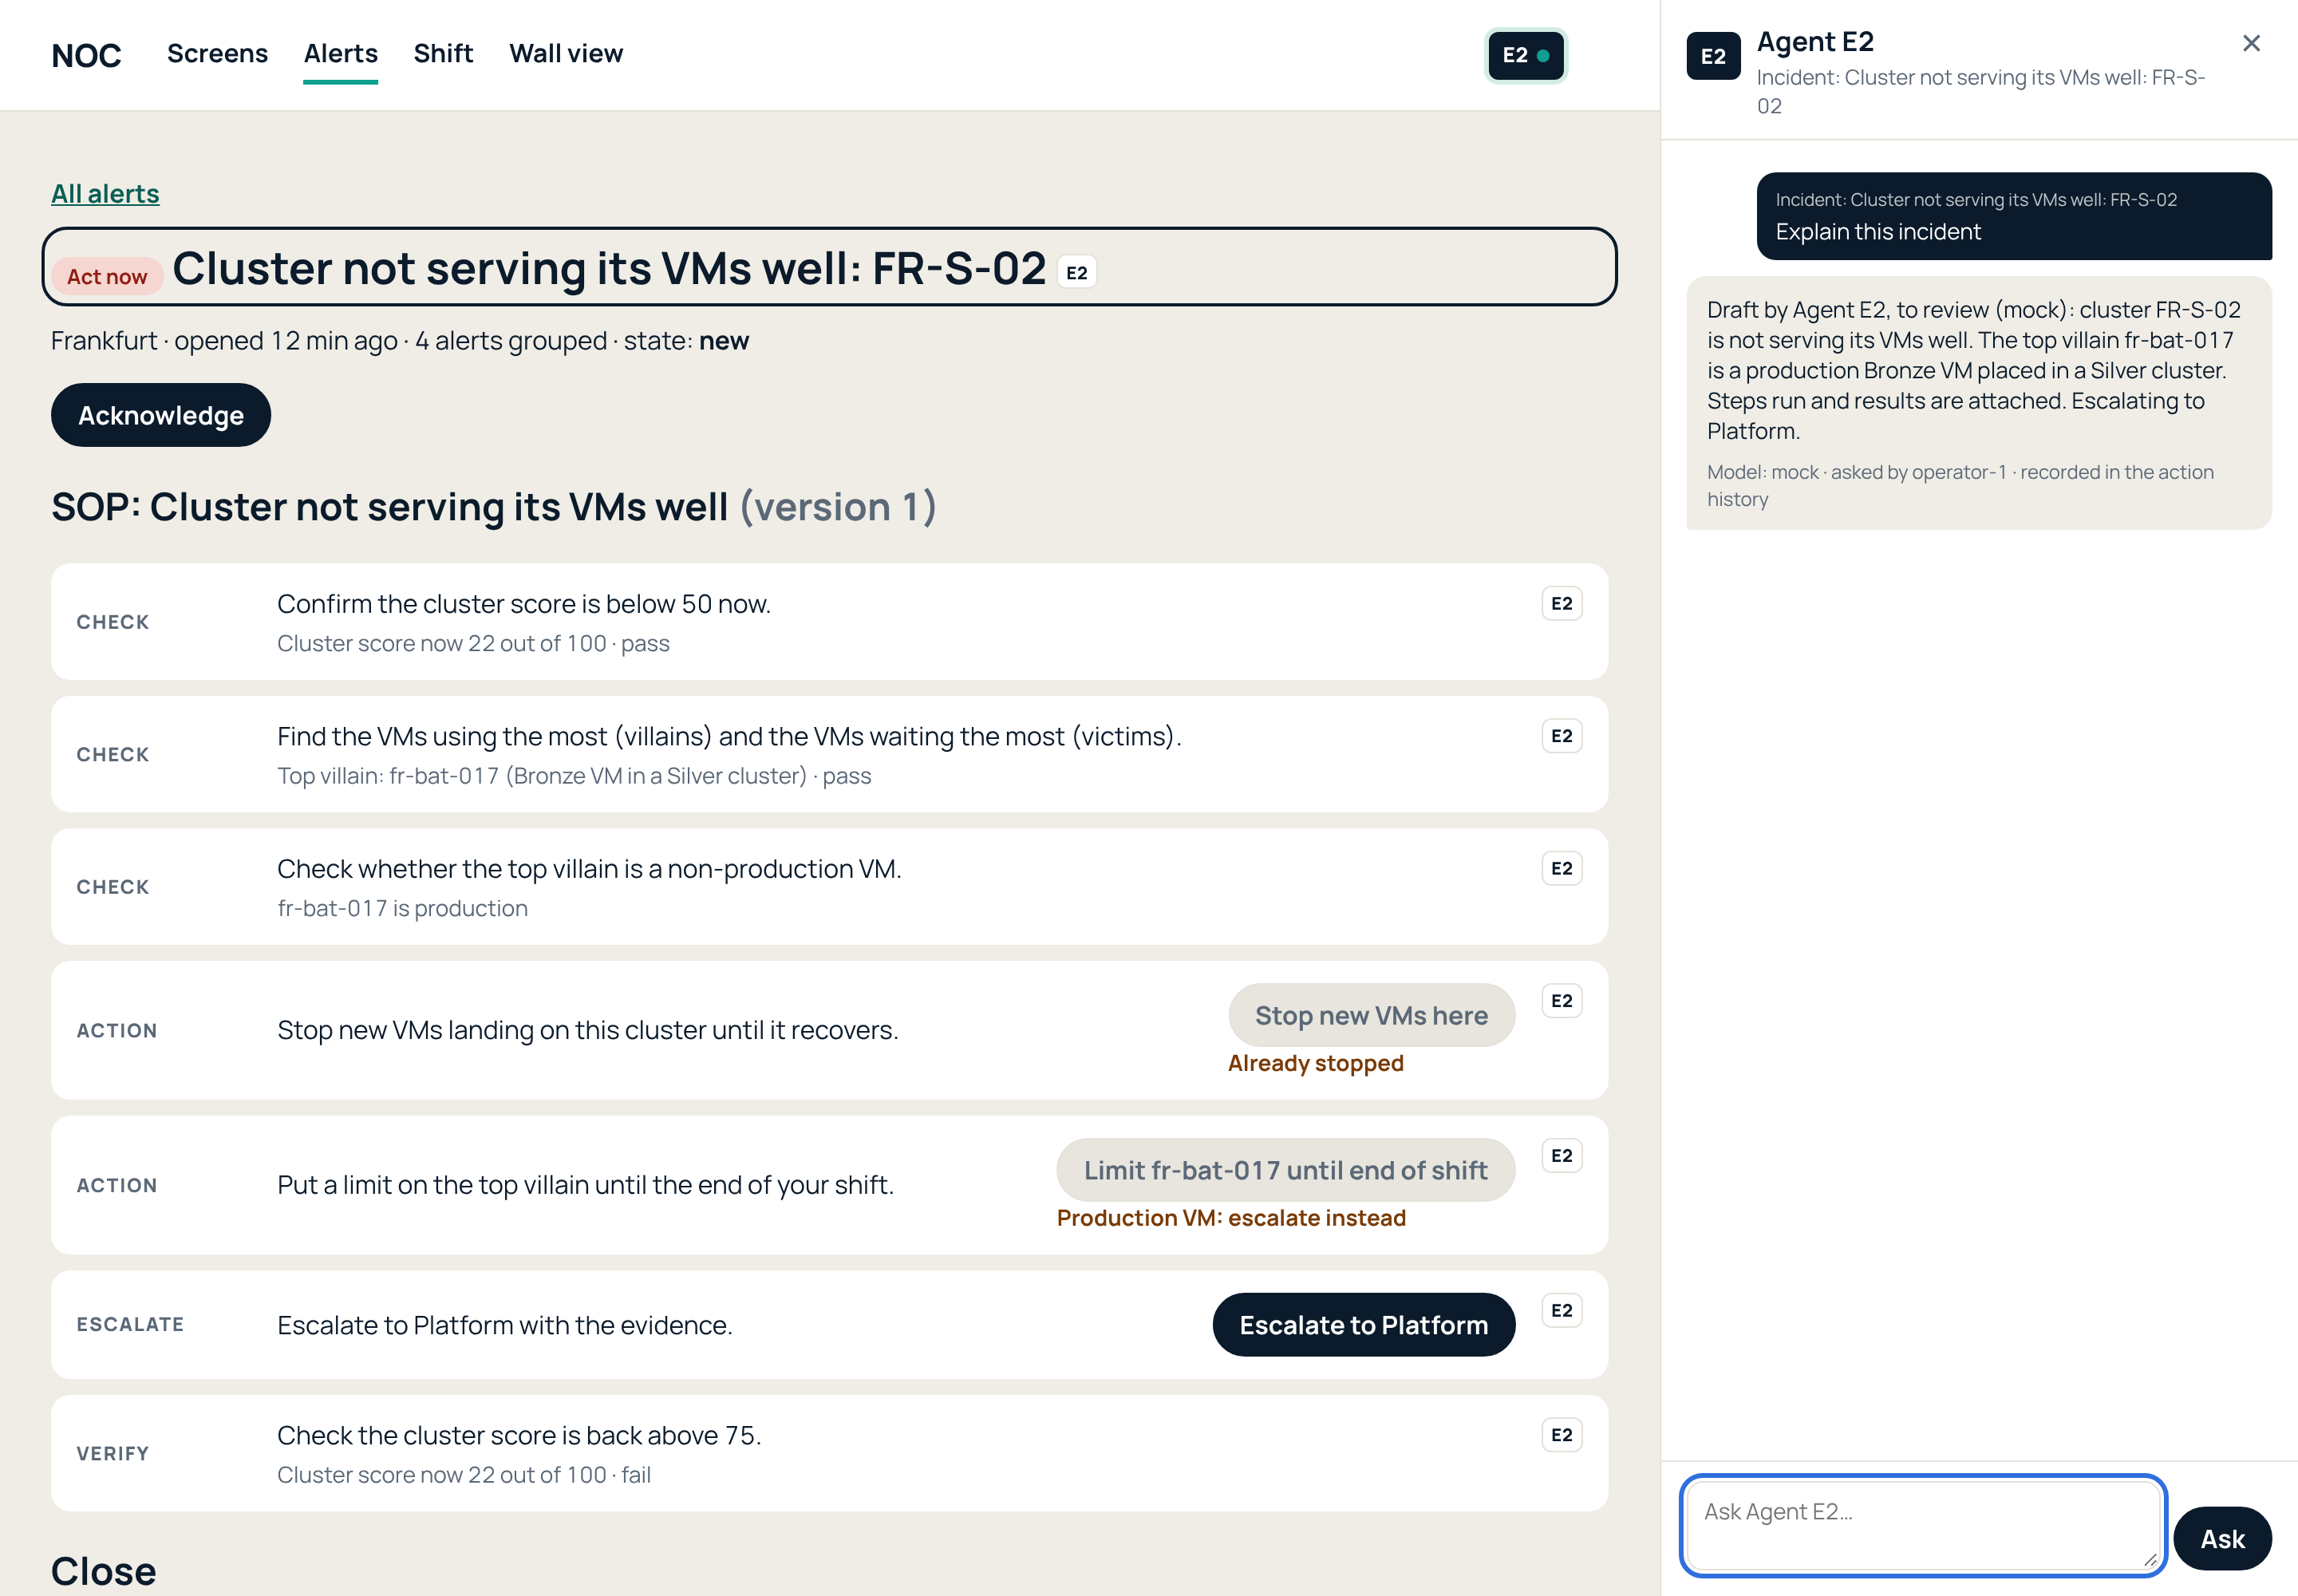 NOC
Screens
Alerts
Shift
Wall view
E2
All alerts
Act now
Cluster not serving its VMs well: FR-S-02
E2
Frankfurt · opened 12 min ago · 4 alerts grouped · state: new
Acknowledge
SOP: Cluster not serving its VMs well (version 1)
CHECK
Confirm the cluster score is below 50 now.
Cluster score now 22 out of 100 · pass
E2
CHECK
Find the VMs using the most (villains) and the VMs waiting the most (victims).
Top villain: fr-bat-017 (Bronze VM in a Silver cluster) · pass
E2
CHECK
Check whether the top villain is a non-production VM.
fr-bat-017 is production
E2
ACTION
Stop new VMs landing on this cluster until it recovers.
Stop new VMs here
Already stopped
E2
ACTION
Put a limit on the top villain until the end of your shift.
Limit fr-bat-017 until end of shift
Production VM: escalate instead
E2
ESCALATE
Escalate to Platform with the evidence.
Escalate to Platform
E2
VERIFY
Check the cluster score is back above 75.
Cluster score now 22 out of 100 · fail
E2
Close
E2
Agent E2
Incident: Cluster not serving its VMs well: FR-S-
02
Incident: Cluster not serving its VMs well: FR-S-02
Explain this incident
Draft by Agent E2, to review (mock): cluster FR-S-02
is not serving its VMs well. The top villain fr-bat-017
is a production Bronze VM placed in a Silver cluster.
Steps run and results are attached. Escalating to
Platform.
Model: mock · asked by operator-1 · recorded in the action
history
Ask Agent E2...
Ask